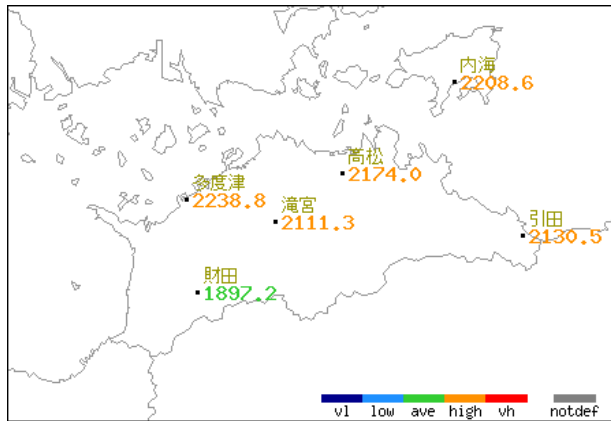 内海
2208.6
高松
2174.0
多度津
2238.8
滝宮
2111.3
引田
2130.5
財田
1897.2
vl low ave high vh notdef